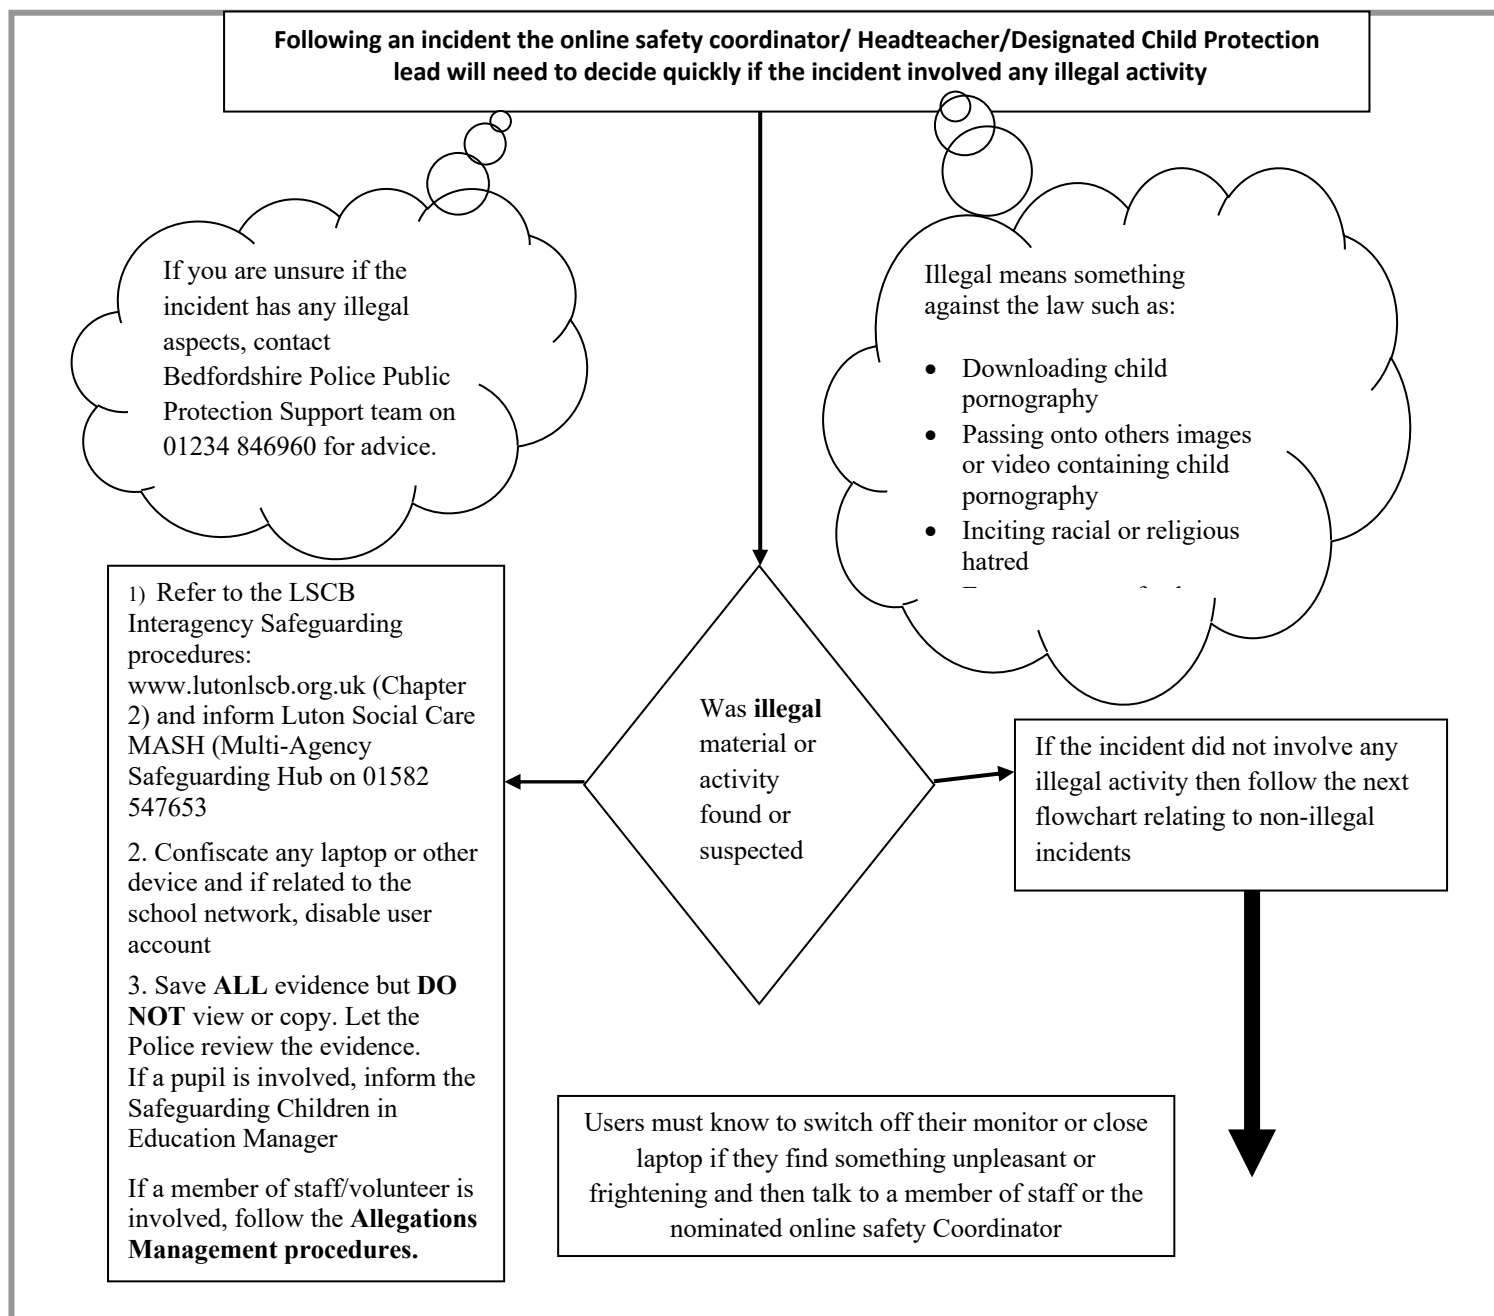 Following an incident the online safety coordinator/ Headteacher/Designated Child Protection
lead will need to decide quickly if the incident involved any illegal activity
If you are unsure if the
incident has any illegal
aspects, contact
Bedfordshire Police Public
Protection Support team on
01234 846960 for advice.
Illegal means something
against the law such as:
• Downloading child
pornography
• Passing onto others images
or video containing child
pornography
• Inciting racial or religious
hatred
1) Refer to the LSCB
Interagency Safeguarding
procedures:
www.lutonlscb.org.uk (Chapter
2) and inform Luton Social Care
MASH (Multi-Agency
Safeguarding Hub on 01582
547653
2. Confiscate any laptop or other
device and if related to the
school network, disable user
account
3. Save ALL evidence but DO
NOT view or copy. Let the
Police review the evidence.
If a pupil is involved, inform the
Safeguarding Children in
Education Manager
If a member of staff/volunteer is
involved, follow the Allegations
Management procedures.
Was illegal
material or
activity
found or
suspected
If the incident did not involve any
illegal activity then follow the next
flowchart relating to non-illegal
incidents
Users must know to switch off their monitor or close
laptop if they find something unpleasant or
frightening and then talk to a member of staff or the
nominated online safety Coordinator